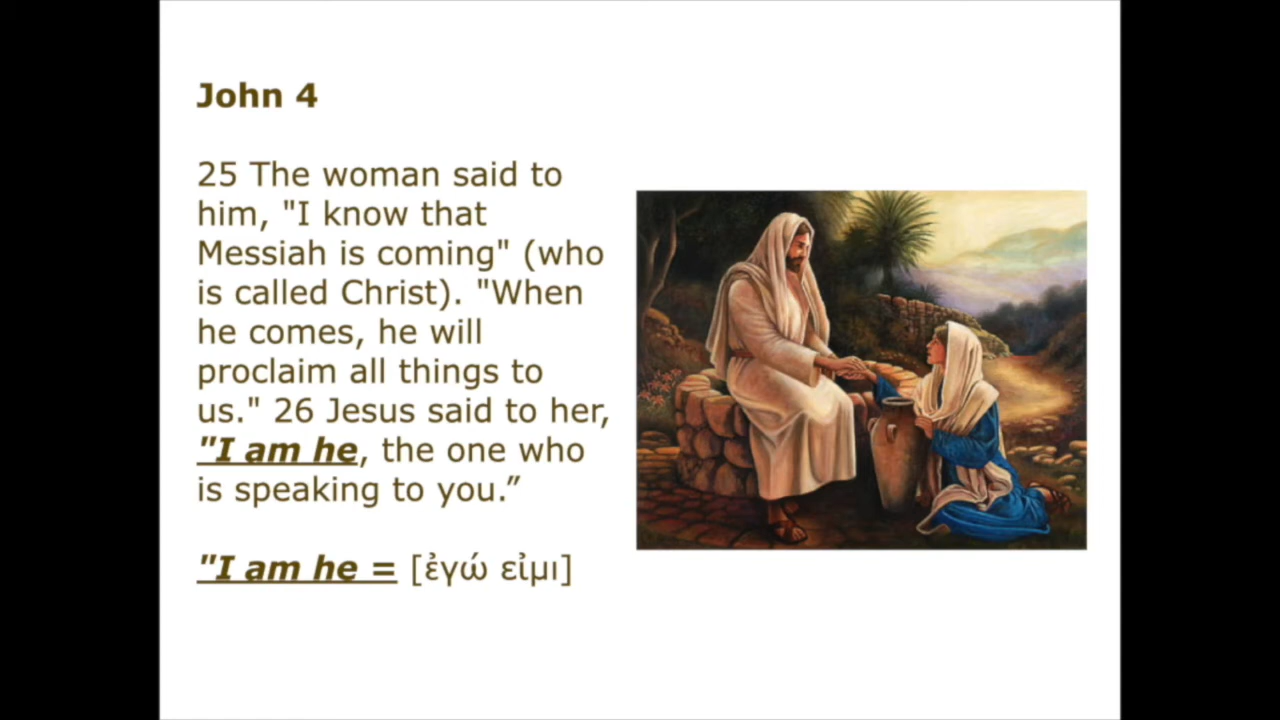 John 4
25 The woman said to
him, "I know that
Messiah is coming" (who
is called Christ). "When
he comes, he will
proclaim all things to
us." 26 Jesus said to her,
"I am he, the one who
is speaking to you.”
"I am he = [ἐγώ εἰμι]